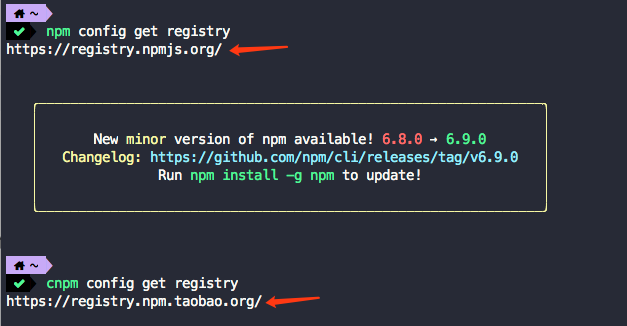 ~
npm config get registry
https://registry.npmjs.org/
New minor version of npm available! 6.8.0 → 6.9.0
Changelog: https://github.com/npm/cli/releases/tag/v6.9.0
Run npm install -g npm to update!
~
cnpm config get registry
https://registry.npm.taobao.org/